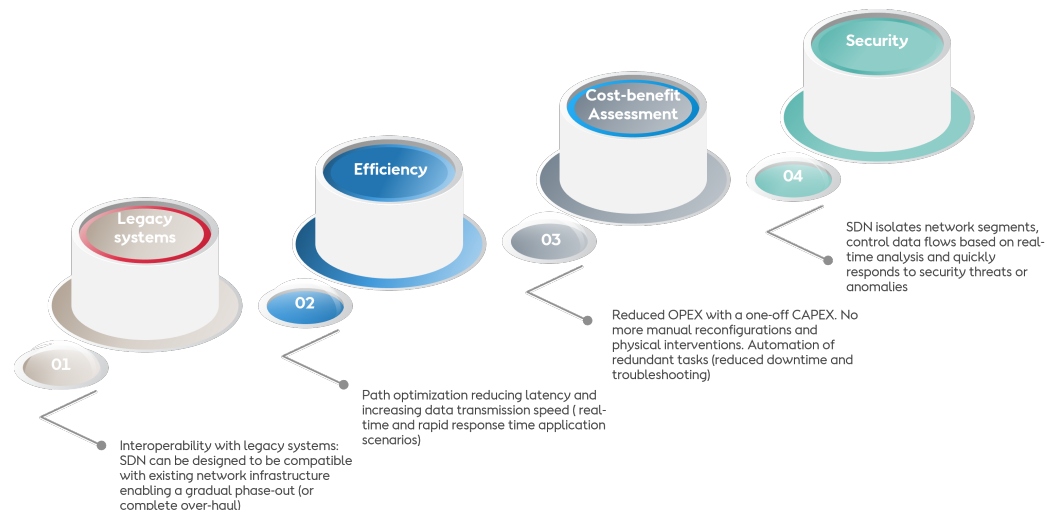 Legacy
systems
01
Interoperability with legacy systems:
SDN can be designed to be compatible
with existing network infrastructure
enabling a gradual phase-out (or
complete over-haul)
Efficiency
02
Path optimization reducing latency and
increasing data transmission speed ( real-
time and rapid response time application
scenarios)
Cost-benefit
Assessment
03
Reduced OPEX with a one-off CAPEX. No
more manual reconfigurations and
physical interventions. Automation of
redundant tasks (reduced downtime and
troubleshooting)
Security
04
SDN isolates network segments,
control data flows based on real-
time analysis and quickly
responds to security threats or
anomalies